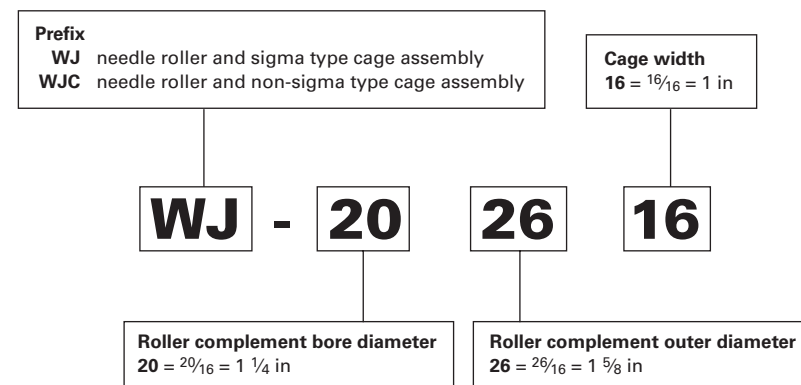 Prefix
WJ needle roller and sigma type cage assembly
WJC needle roller and non-sigma type cage assembly
Cage width
16 = 16/16 = 1 in
WJ - 20 26 16
Roller complement bore diameter
20 = 20/16 = 1 1/4 in
Roller complement outer diameter
26 = 26/16 = 1 5/8 in